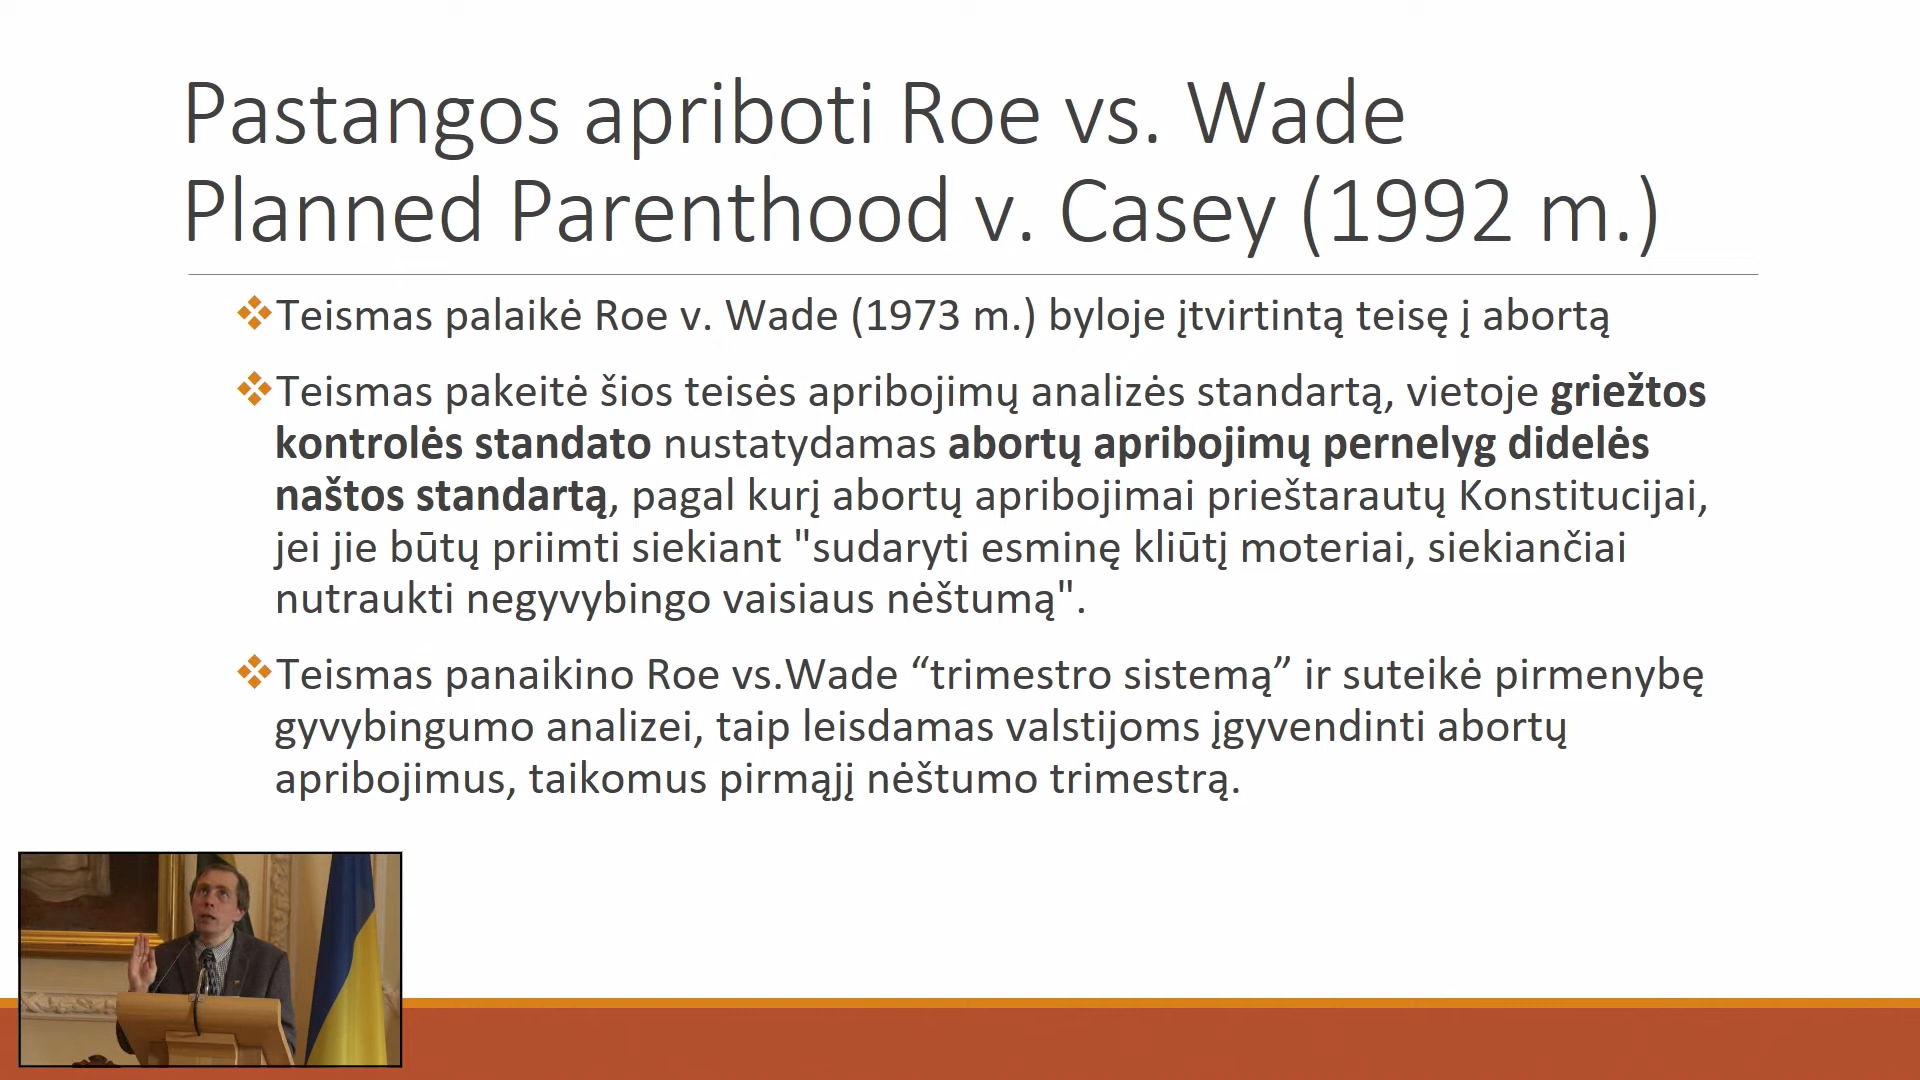 Pastangos apriboti Roe vs. Wade
Planned Parenthood v. Casey (1992 m.)
Teismas palaikė Roe v. Wade (1973 m.) byloje įtvirtintą teisę į abortą
Teismas pakeitė šios teisės apribojimų analizės standartą, vietoje griežtos
kontrolės standato nustatydamas abortų apribojimų pernelyg didelės
naštos standartą, pagal kurį abortų apribojimai prieštarautų Konstitucijai,
jei jie būtų priimti siekiant "sudaryti esminę kliūtį moteriai, siekiančiai
nutraukti negyvybingo vaisiaus nėštumą".
Teismas panaikino Roe vs.Wade “trimestro sistemą” ir suteikė pirmenybę
gyvybingumo analizei, taip leisdamas valstijoms įgyvendinti abortų
apribojimus, taikomus pirmąjį nėštumo trimestrą.